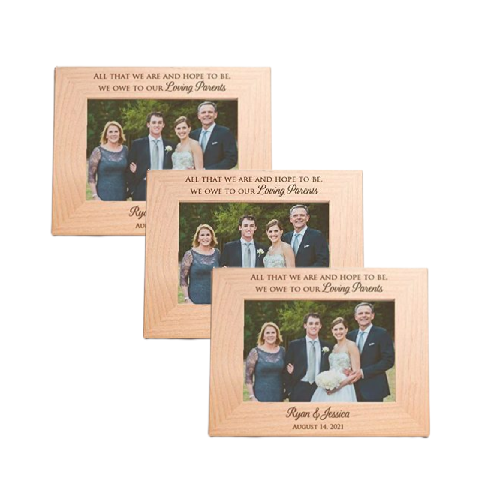 ALL THAT WE ARE AND HOPE TO BE,
WE OWE TO OUR Loving Parents
ALL THAT WE ARE AND HOPE TO BE,
WE OWE TO OUR Loving Parents
ALL THAT WE ARE AND HOPE TO BE,
WE OWE TO OUR Loving Parents
Ryan & Jessica
AUGUST 14, 2021